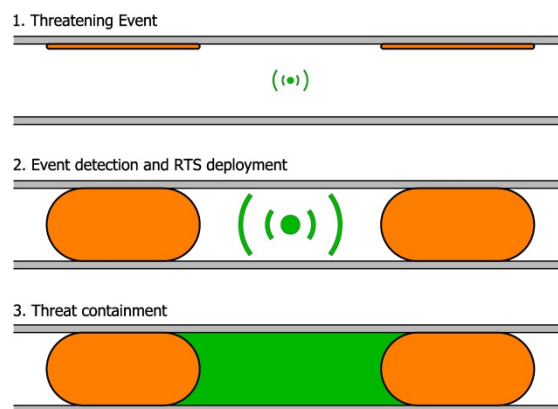 1. Threatening Event
2. Event detection and RTS deployment
3. Threat containment